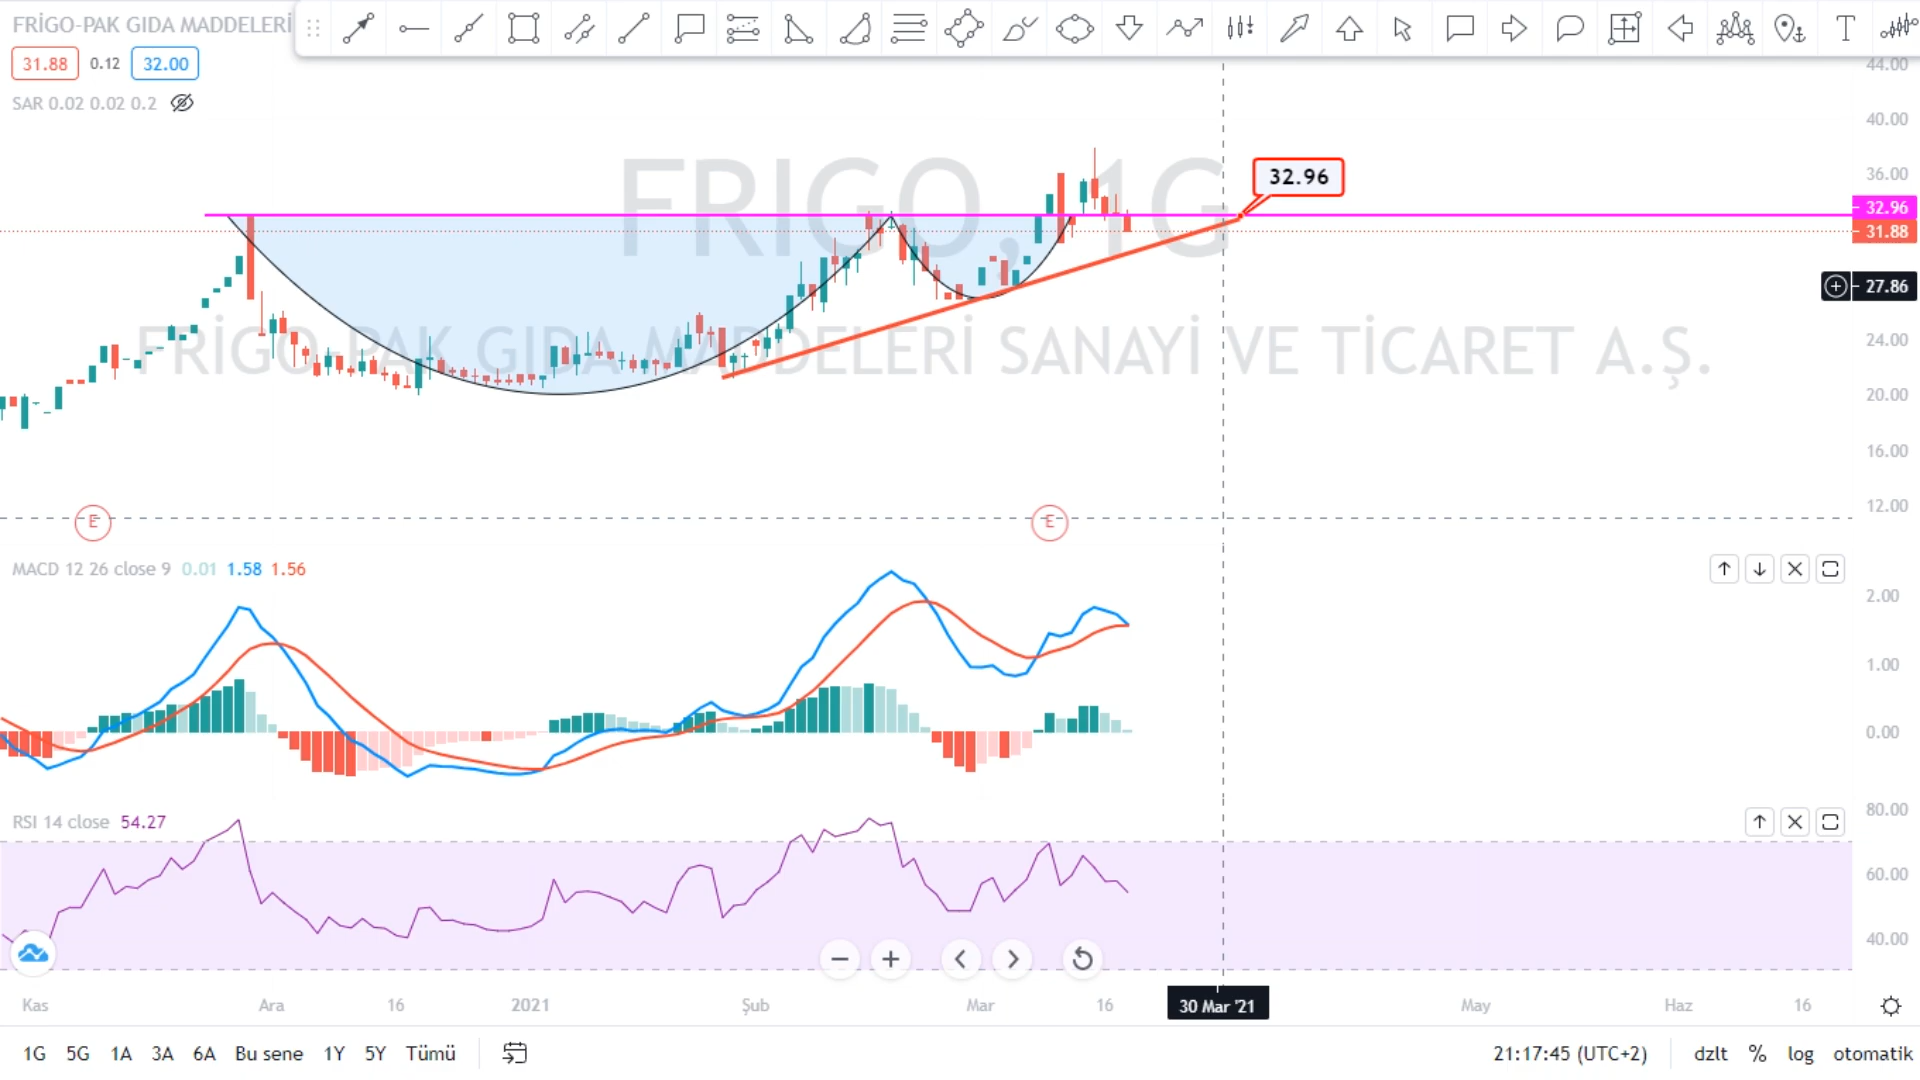 FRİGO-PAK GIDA MADDELERİ
31.88 0.12 32.00
SAR 0.02 0.02 0.2
T
44.00
40.00
36.00
32.96
32.96
31.88
27.86
24.00
20.00
16.00
12.00
FRIGO, 1G
FRİGO-PAK GIDA MADDELERİ SANAYİ VE TİCARET A.Ş.
E E
MACD 12 26 close 9 0.01 1.58 1.56
2.00
1.00
0.00
RSI 14 close 54.27
80.00
60.00
40.00
Kas Ara 16 2021 Şub Mar 16 30 Mar '21 May Haz 16
1G 5G 1A 3A 6A Bu sene 1Y 5Y Tümü 21:17:45 (UTC+2) dzlt % log otomatik